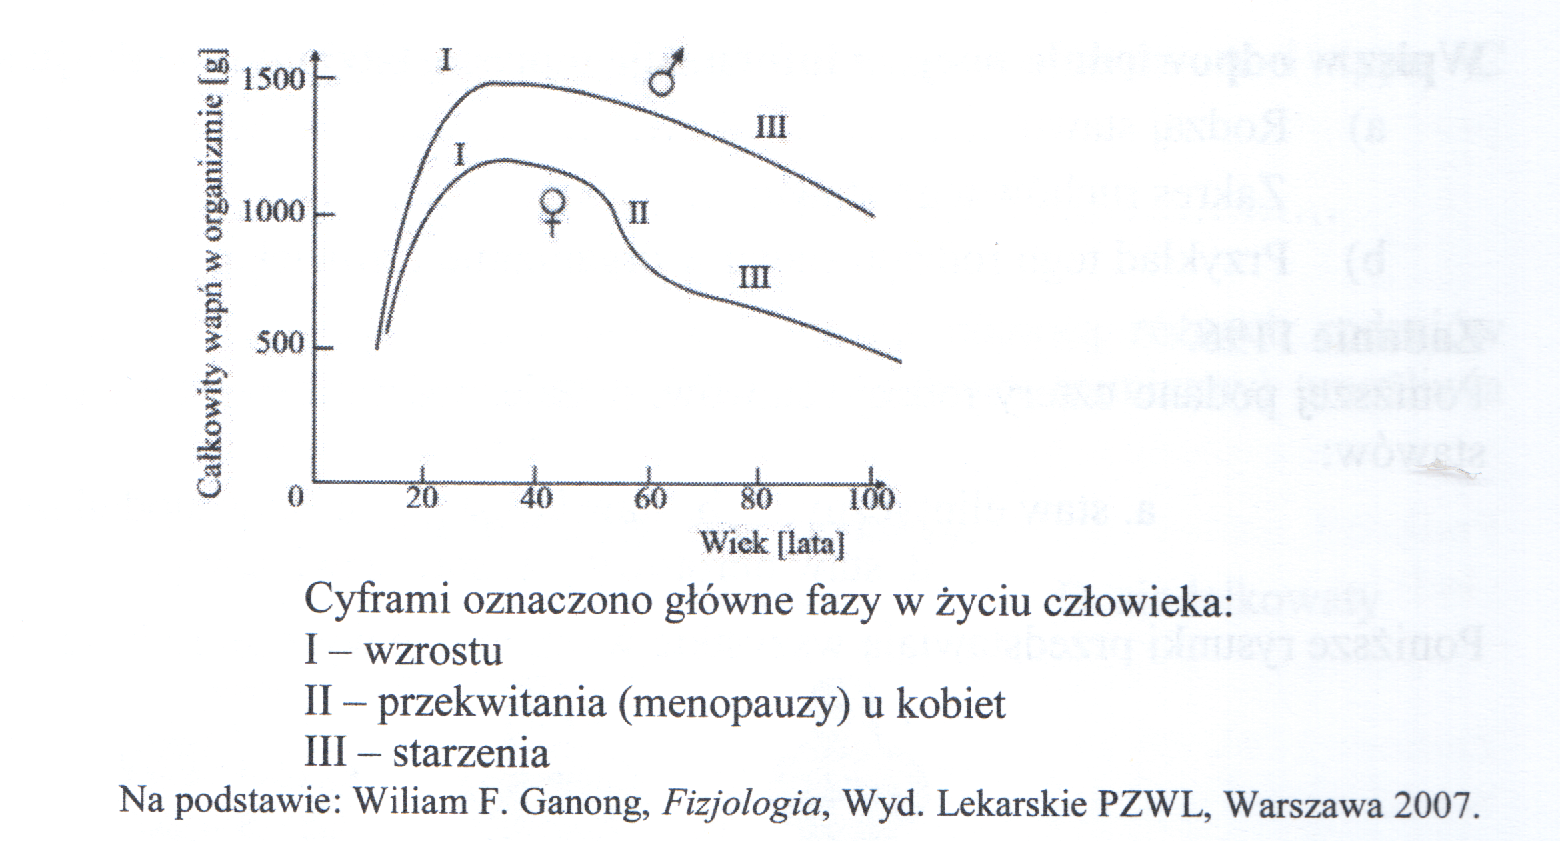 Całkowity wapń w organizmie [g]
1500
1000
500
0
I
♂
III
I
♀
II
III
20 40 60 80 100
Wiek [lata]
Cyframi oznaczono główne fazy w życiu człowieka:
I – wzrostu
II – przekwitania (menopauzy) u kobiet
III – starzenia
Na podstawie: Wiliam F. Ganong, Fizjologia, Wyd. Lekarskie PZWL, Warszawa 2007.